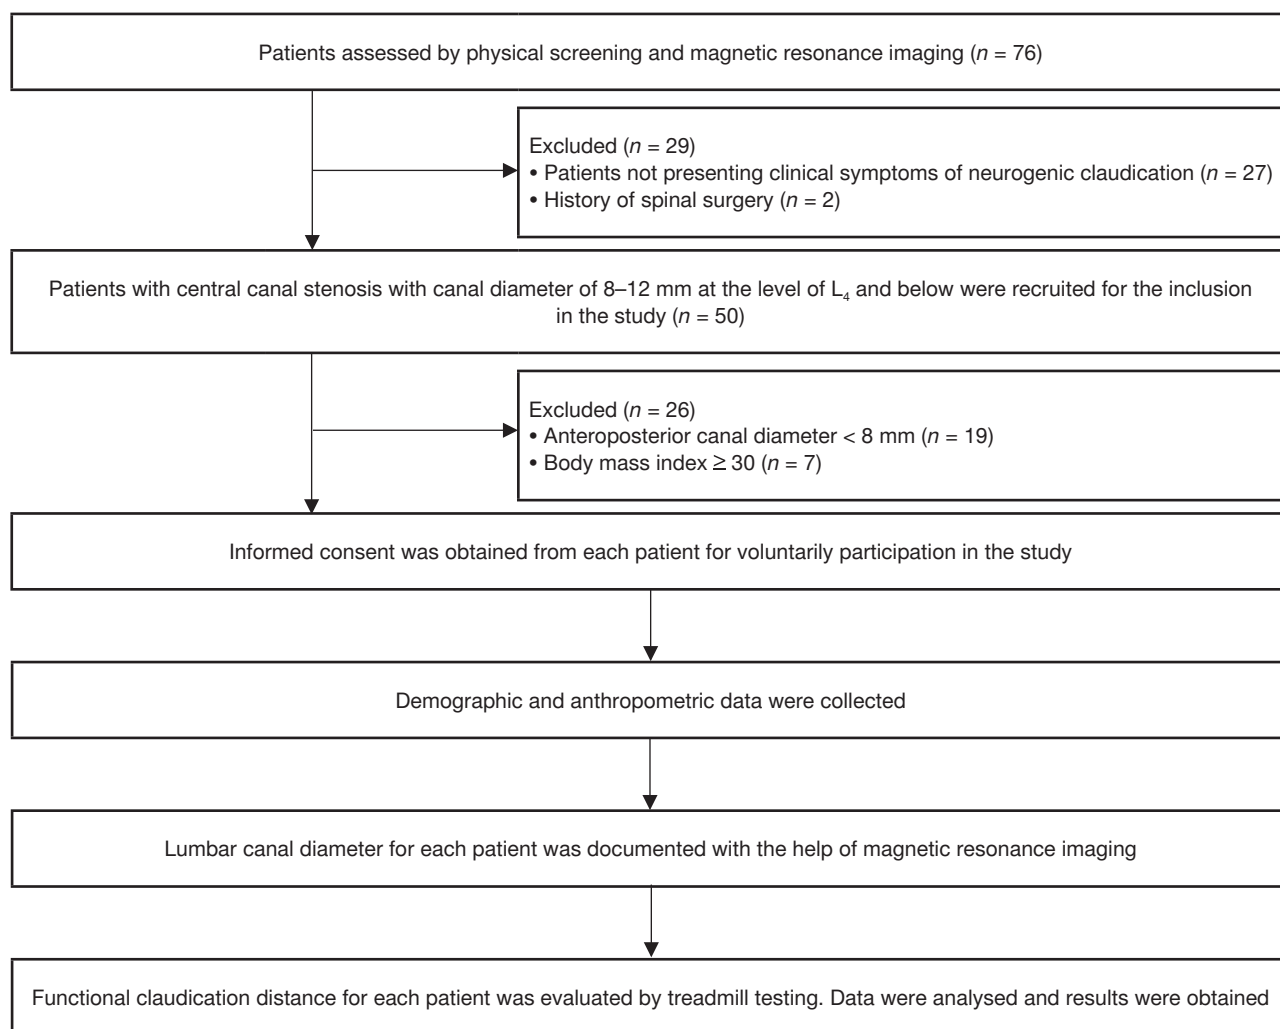 Patients assessed by physical screening and magnetic resonance imaging (n = 76)
Excluded (n = 29)
• Patients not presenting clinical symptoms of neurogenic claudication (n = 27)
• History of spinal surgery (n = 2)
Patients with central canal stenosis with canal diameter of 8–12 mm at the level of L4 and below were recruited for the inclusion
in the study (n = 50)
Excluded (n = 26)
• Anteroposterior canal diameter < 8 mm (n = 19)
• Body mass index ≥ 30 (n = 7)
Informed consent was obtained from each patient for voluntarily participation in the study
Demographic and anthropometric data were collected
Lumbar canal diameter for each patient was documented with the help of magnetic resonance imaging
Functional claudication distance for each patient was evaluated by treadmill testing. Data were analysed and results were obtained